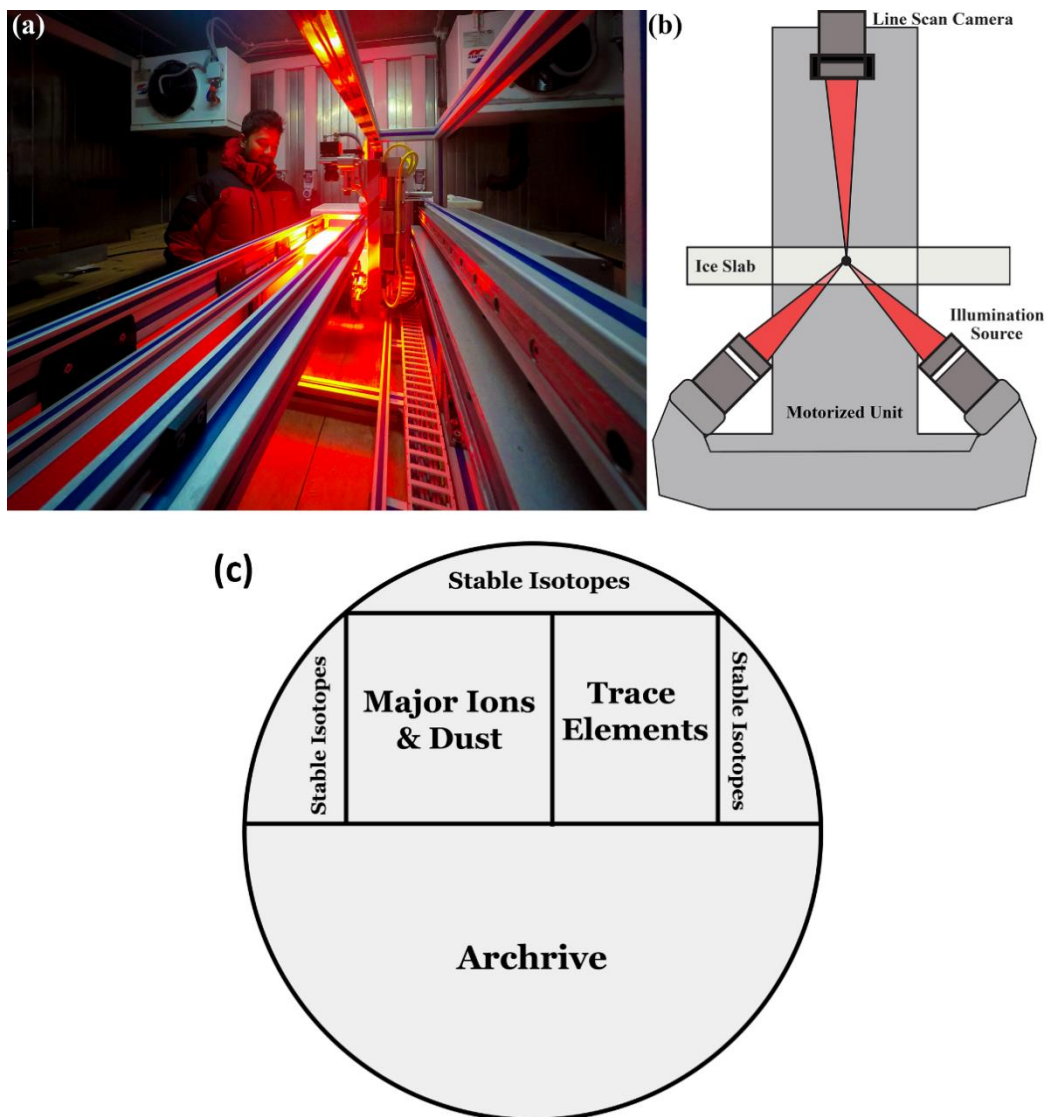 (a)
(b)
Line Scan Camera
Ice Slab
Illumination
Source
Motorized Unit
(c)
Stable Isotopes
Stable Isotopes
Major Ions
& Dust
Trace
Elements
Stable Isotopes
Archrive